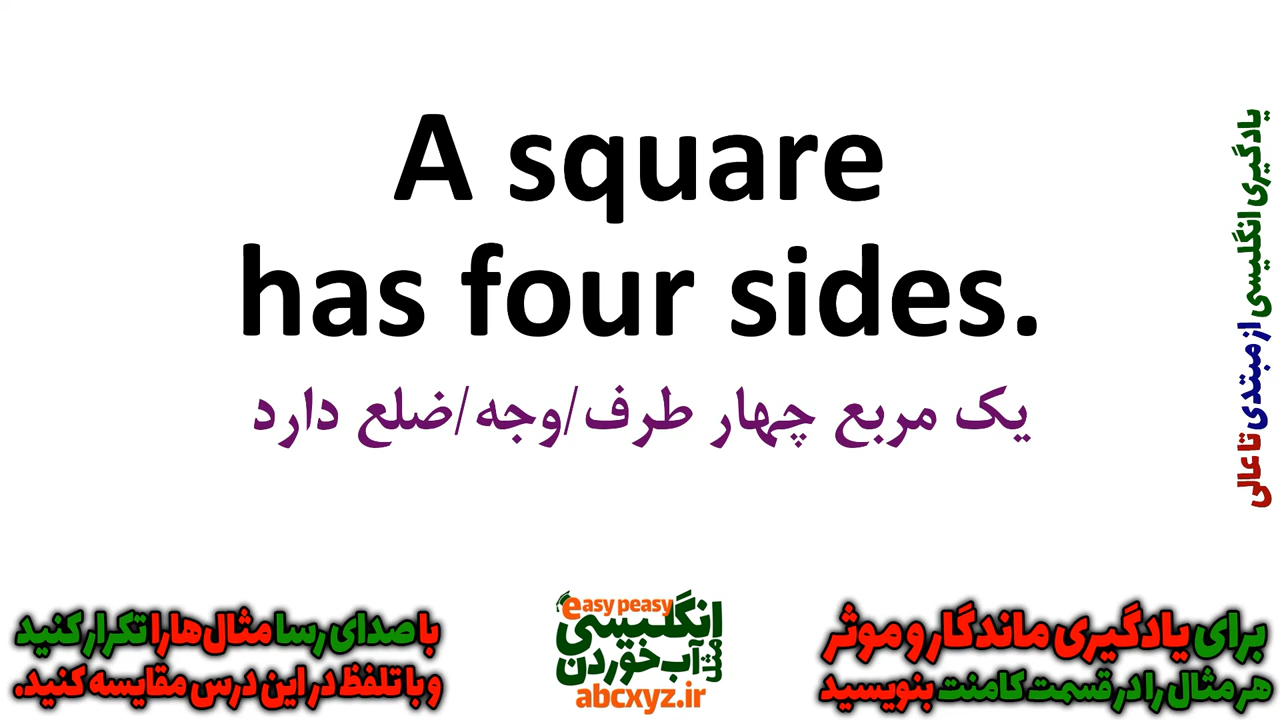 A square
has four sides.
یک مربع چهار طرف/وجه/ضلع دارد
یادگیری انگلیسی از مبتدی تا عالی
برای یادگیری ماندگار و موثر
هر مثال را در قسمت کامنت بنویسید
easy peasy
انگلیسی
مثل آب خوردن
abcxyz.ir
با صدای رسا مثال‌ها را تکرار کنید
و با تلفظ در این درس مقایسه کنید.